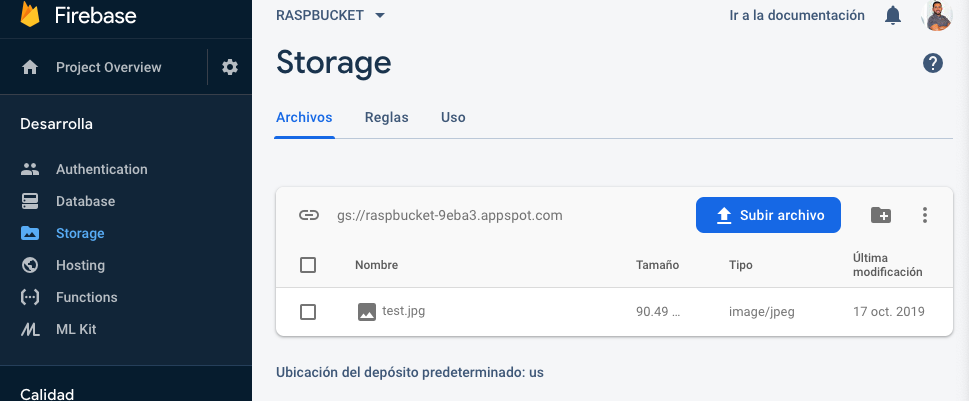 Firebase
Project Overview
Desarrolla
Authentication
Database
Storage
Hosting
Functions
ML Kit
Calidad
RASPBUCKET
Ir a la documentación
Storage
Archivos Reglas Uso
gs://raspbucket-9eba3.appspot.com Subir archivo
Nombre Tamaño Tipo Última modificación
test.jpg 90.49 ... image/jpeg 17 oct. 2019
Ubicación del depósito predeterminado: us